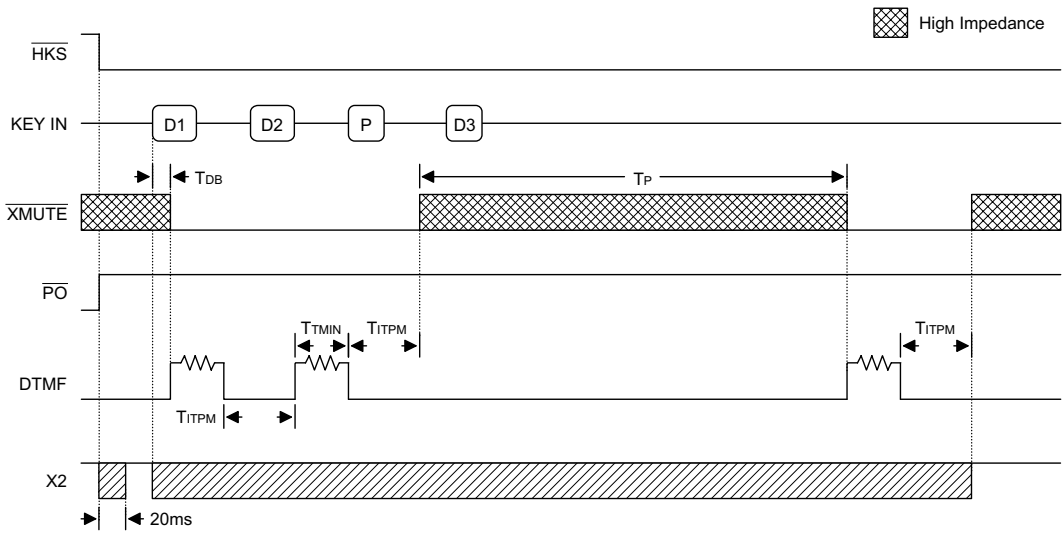 High Impedance
HKS
KEY IN
D1
D2
P
D3
TDB
TP
XMUTE
PO
TTMIN
TITPM
TITPM
DTMF
TITPM
X2
20ms